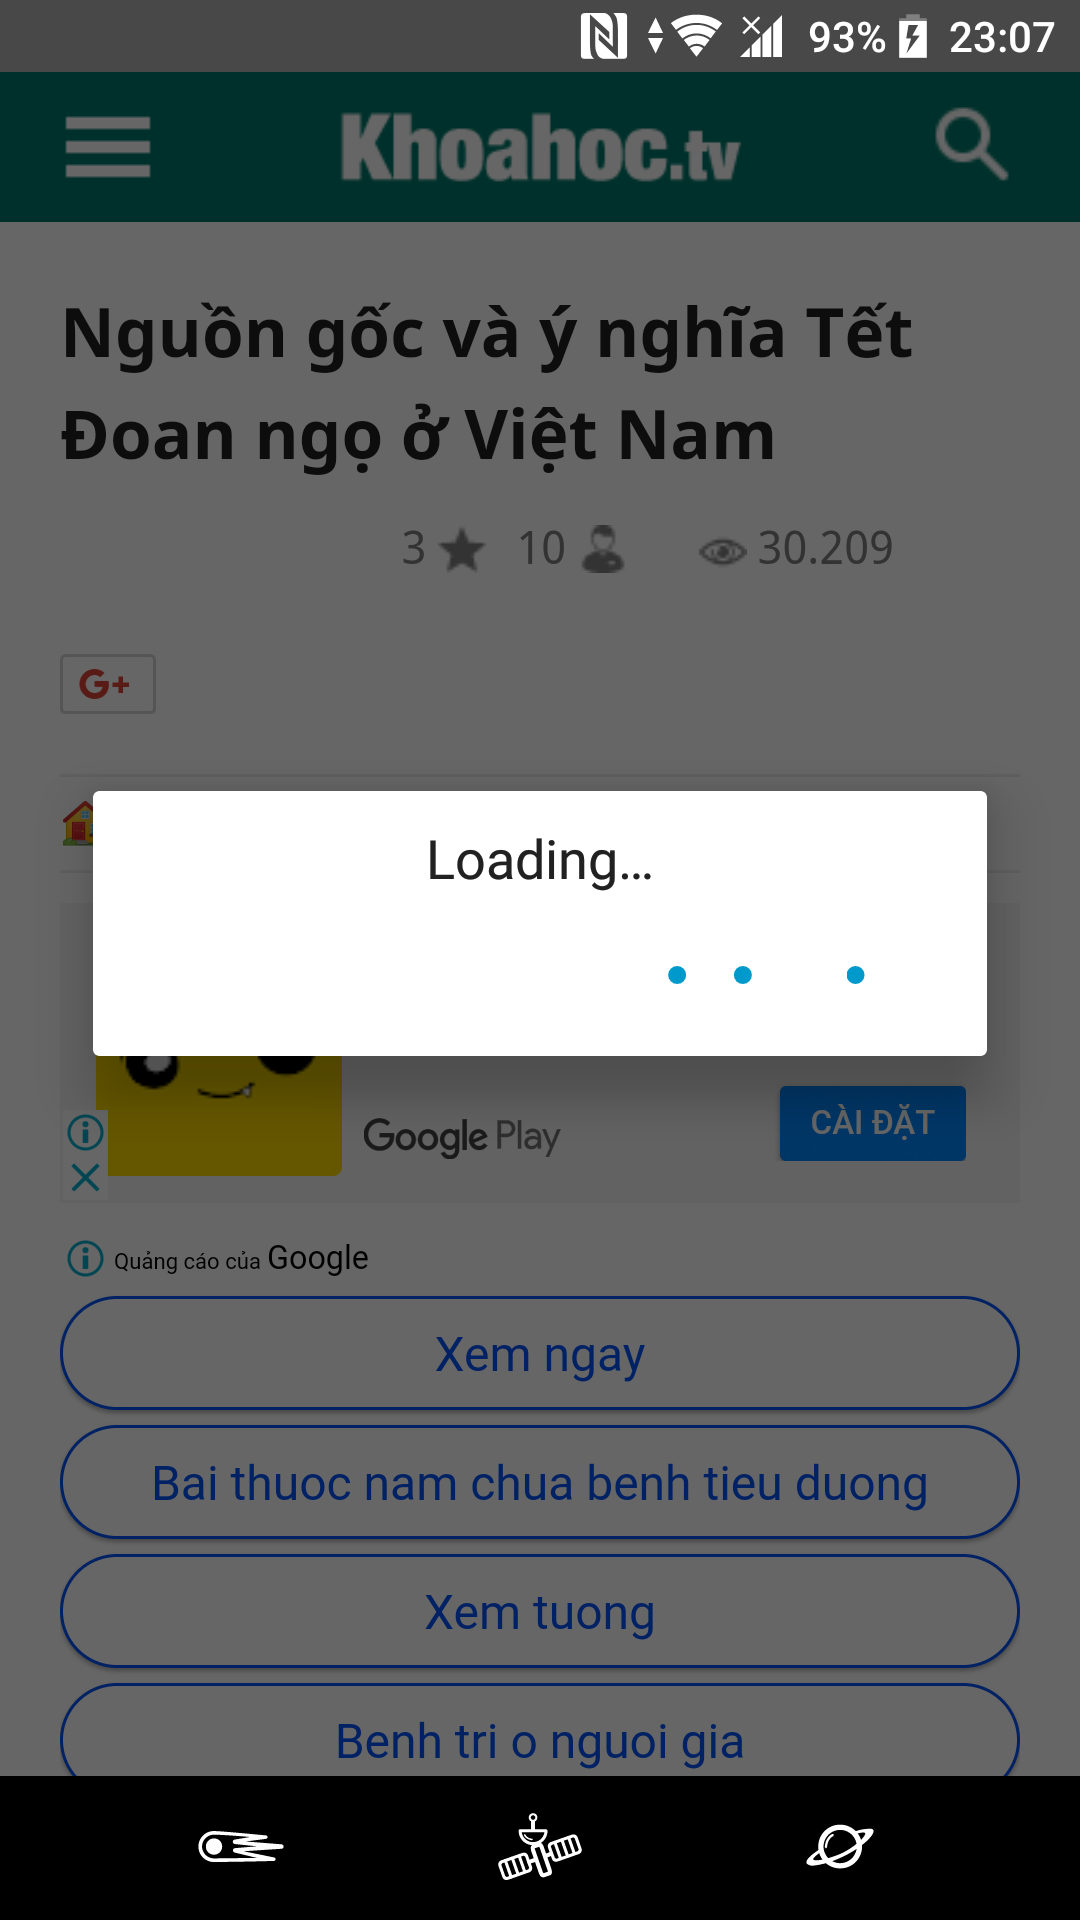 93% 23:07
Khoahoc.tv
Nguồn gốc và ý nghĩa Tết
Đoan ngọ ở Việt Nam
3 10 30.209
G+
Loading...
Google Play
CÀI ĐẶT
Quảng cáo của Google
Xem ngay
Bai thuoc nam chua benh tieu duong
Xem tuong
Benh tri o nguoi gia